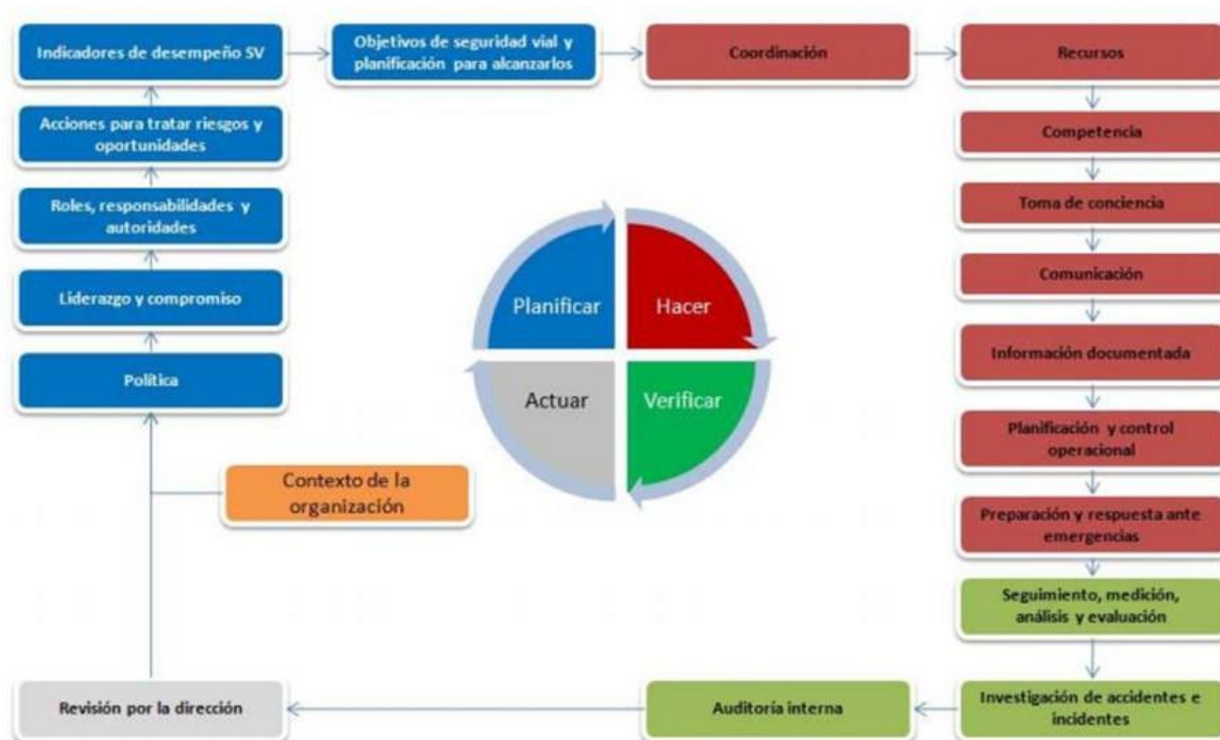 Indicadores de desempeño SV
Objetivos de seguridad vial y
planificación para alcanzarlos
Coordinación
Recursos
Acciones para tratar riesgos y
oportunidades
Competencia
Roles, responsabilidades y
autoridades
Toma de conciencia
Liderazgo y compromiso
Comunicación
Política
Información documentada
Planificar
Hacer
Actuar
Verificar
Contexto de la
organización
Planificación y control
operacional
Preparación y respuesta ante
emergencias
Seguimiento, medición,
análisis y evaluación
Revisión por la dirección
Auditoría interna
Investigación de accidentes e
incidentes